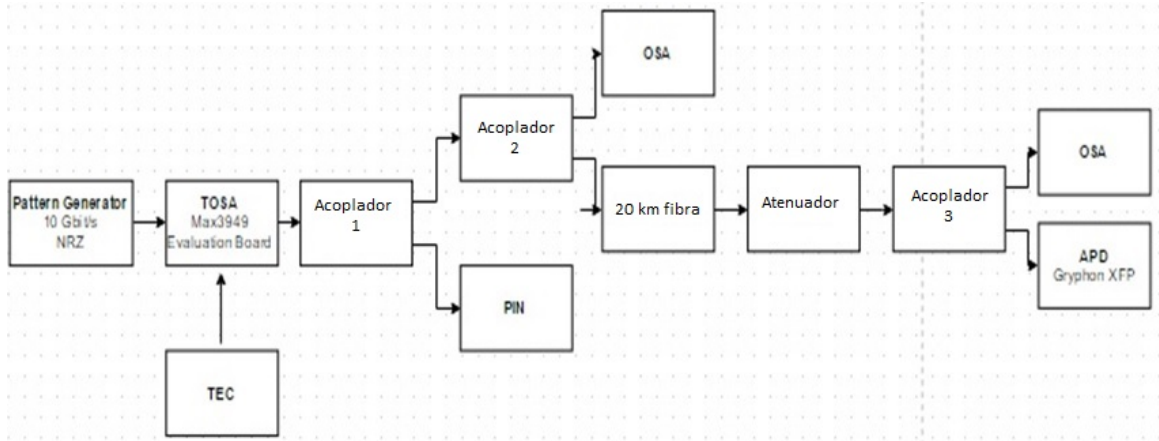 OSA
Acoplador
2
OSA
Pattern Generator
10 Gbit/s
NRZ
TOSA
Max3949
Evaluation Board
Acoplador
1
20 km fibra
Atenuador
Acoplador
3
APD
Gryphon XFP
PIN
TEC